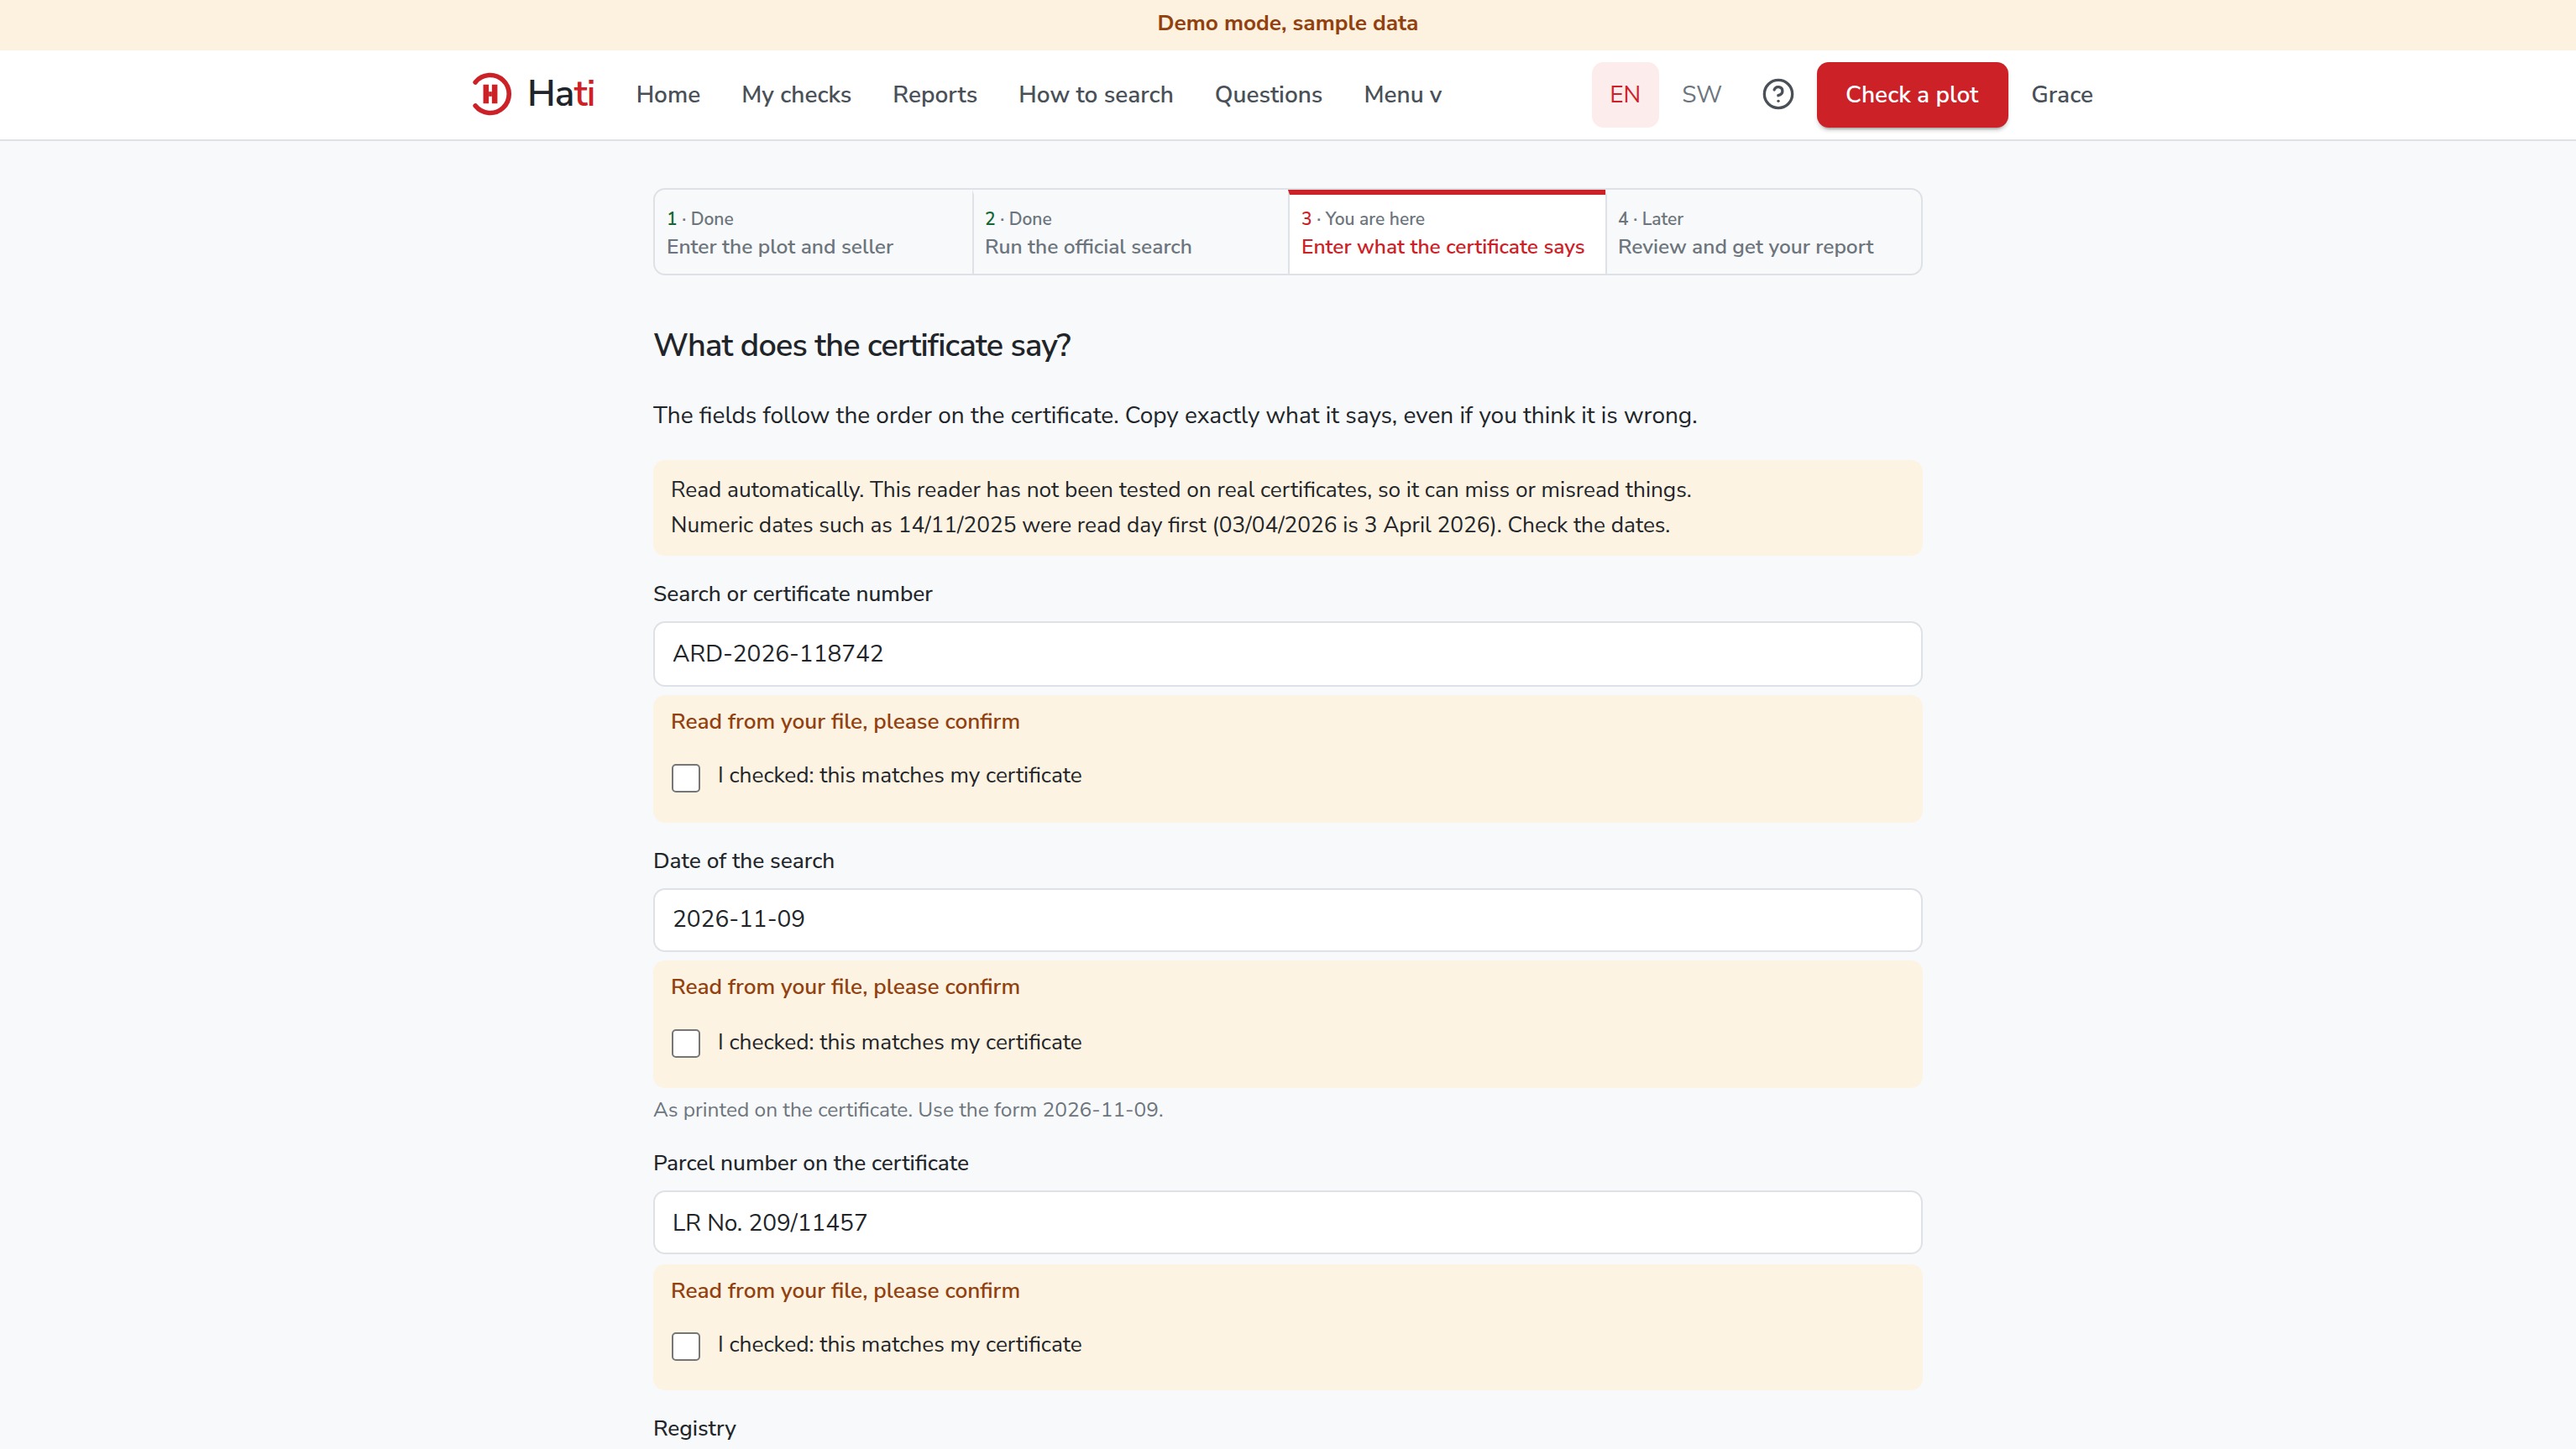 Demo mode, sample data
Hati
Home
My checks
Reports
How to search
Questions
Menu v
EN
SW
?
Check a plot
Grace
1 · Done
Enter the plot and seller
2 · Done
Run the official search
3 · You are here
Enter what the certificate says
4 · Later
Review and get your report
What does the certificate say?
The fields follow the order on the certificate. Copy exactly what it says, even if you think it is wrong.
Read automatically. This reader has not been tested on real certificates, so it can miss or misread things.
Numeric dates such as 14/11/2025 were read day first (03/04/2026 is 3 April 2026). Check the dates.
Search or certificate number
ARD-2026-118742
Read from your file, please confirm
I checked: this matches my certificate
Date of the search
2026-11-09
Read from your file, please confirm
I checked: this matches my certificate
As printed on the certificate. Use the form 2026-11-09.
Parcel number on the certificate
LR No. 209/11457
Read from your file, please confirm
I checked: this matches my certificate
Registry